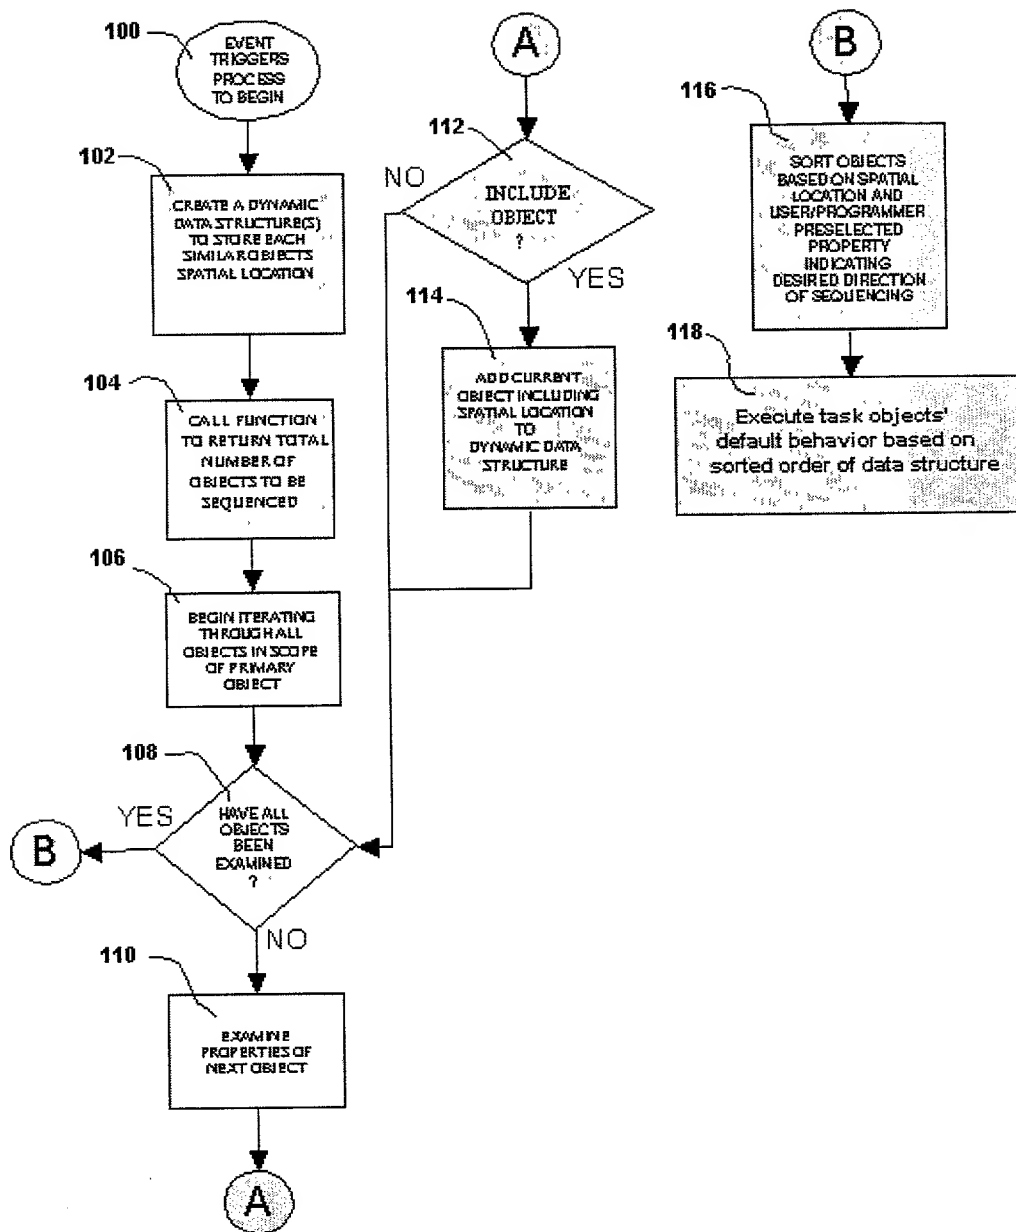 100
EVENT
TRIGGERS
PROCESS
TO BEGIN
102
CREATE A DYNAMIC
DATA STRUCTURE(S)
TO STORE EACH
SIMILAR OBJECTS
SPATIAL LOCATION
104
CALL FUNCTION
TO RETURN TOTAL
NUMBER OF
OBJECTS TO BE
SEQUENCED
106
BEGIN ITERATING
THROUGH ALL
OBJECTS IN SCOPE
OF PRIMARY
OBJECT
108
YES
HAVE ALL
OBJECTS
BEEN
EXAMINED
?
B
NO
110
EXAMINE
PROPERTIES OF
NEXT OBJECT
A
A
112
NO
INCLUDE
OBJECT
?
YES
114
ADD CURRENT
OBJECT INCLUDING
SPATIAL LOCATION
TO
DYNAMIC DATA
STRUCTURE
B
116
SORT OBJECTS
BASED ON SPATIAL
LOCATION AND
USER/PROGRAMMER
PRESELECTED
PROPERTY
INDICATING
DESIRED DIRECTION
OF SEQUENCING
118
Execute task objects'
default behavior based on
sorted order of data structure